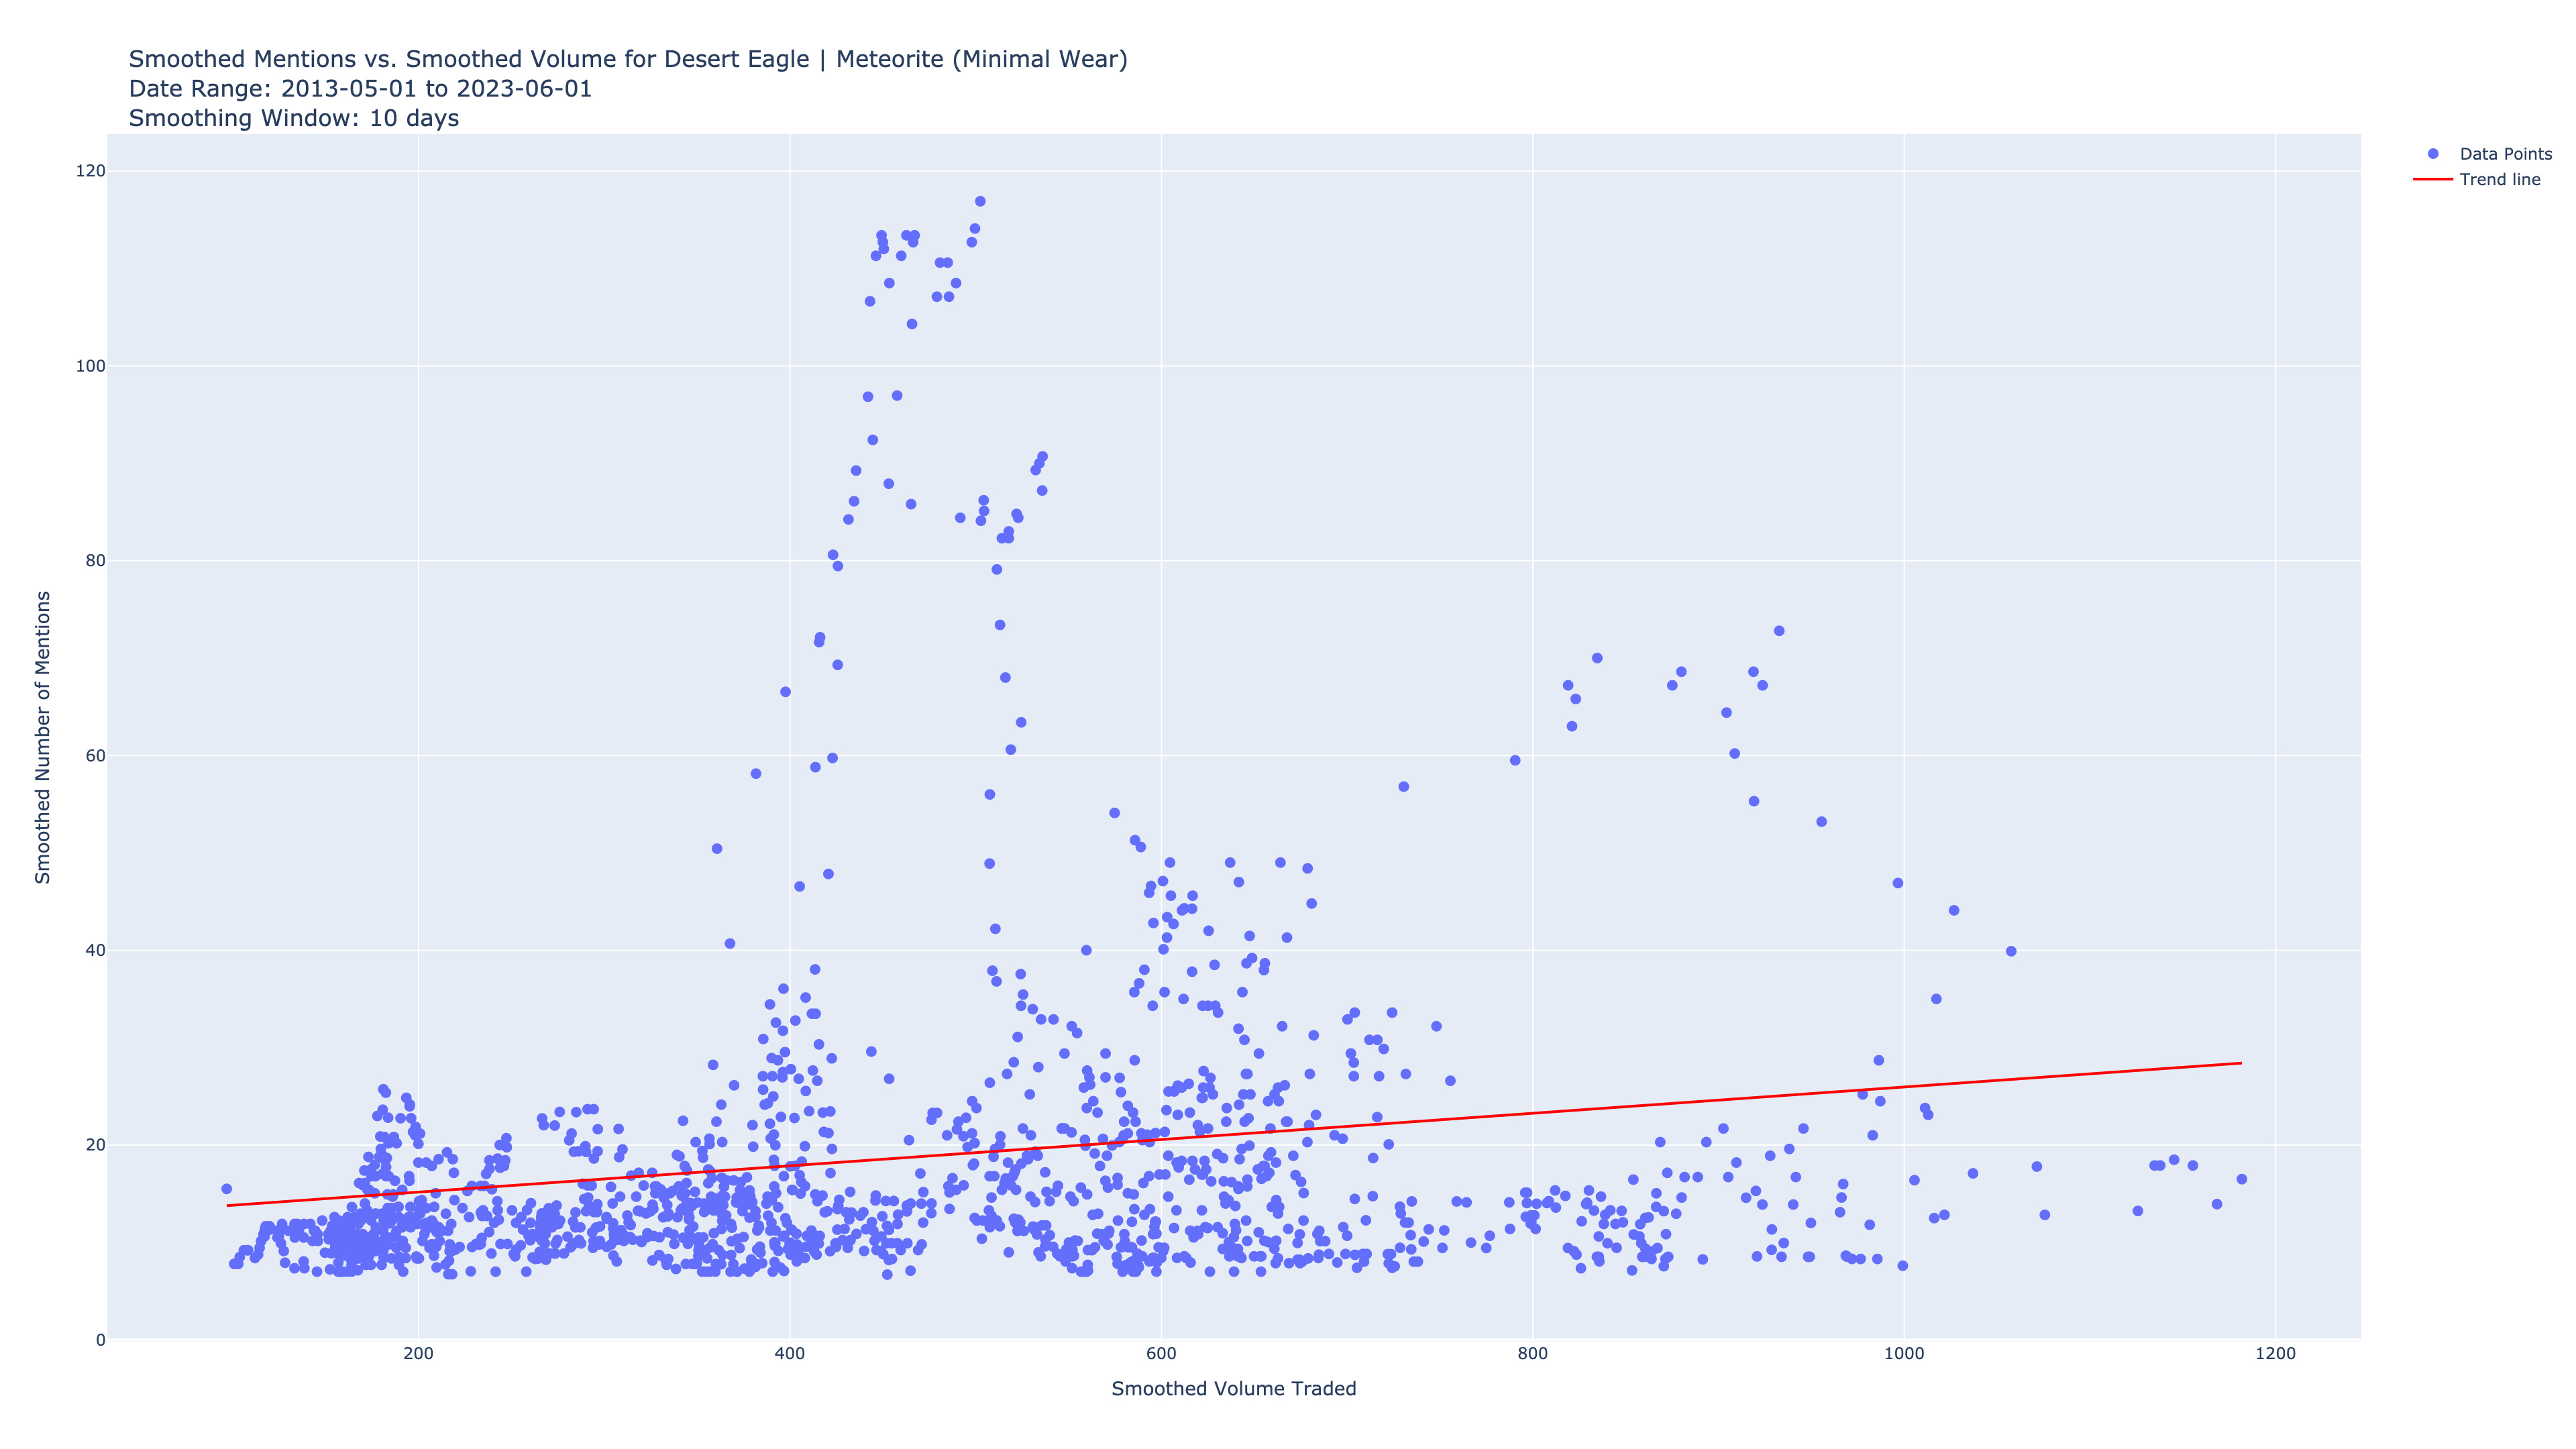 Smoothed Mentions vs. Smoothed Volume for Desert Eagle | Meteorite (Minimal Wear)
Date Range: 2013-05-01 to 2023-06-01
Smoothing Window: 10 days
Data Points
Trend line
120
100
80
60
40
20
0
Smoothed Number of Mentions
200
400
600
800
1000
1200
Smoothed Volume Traded